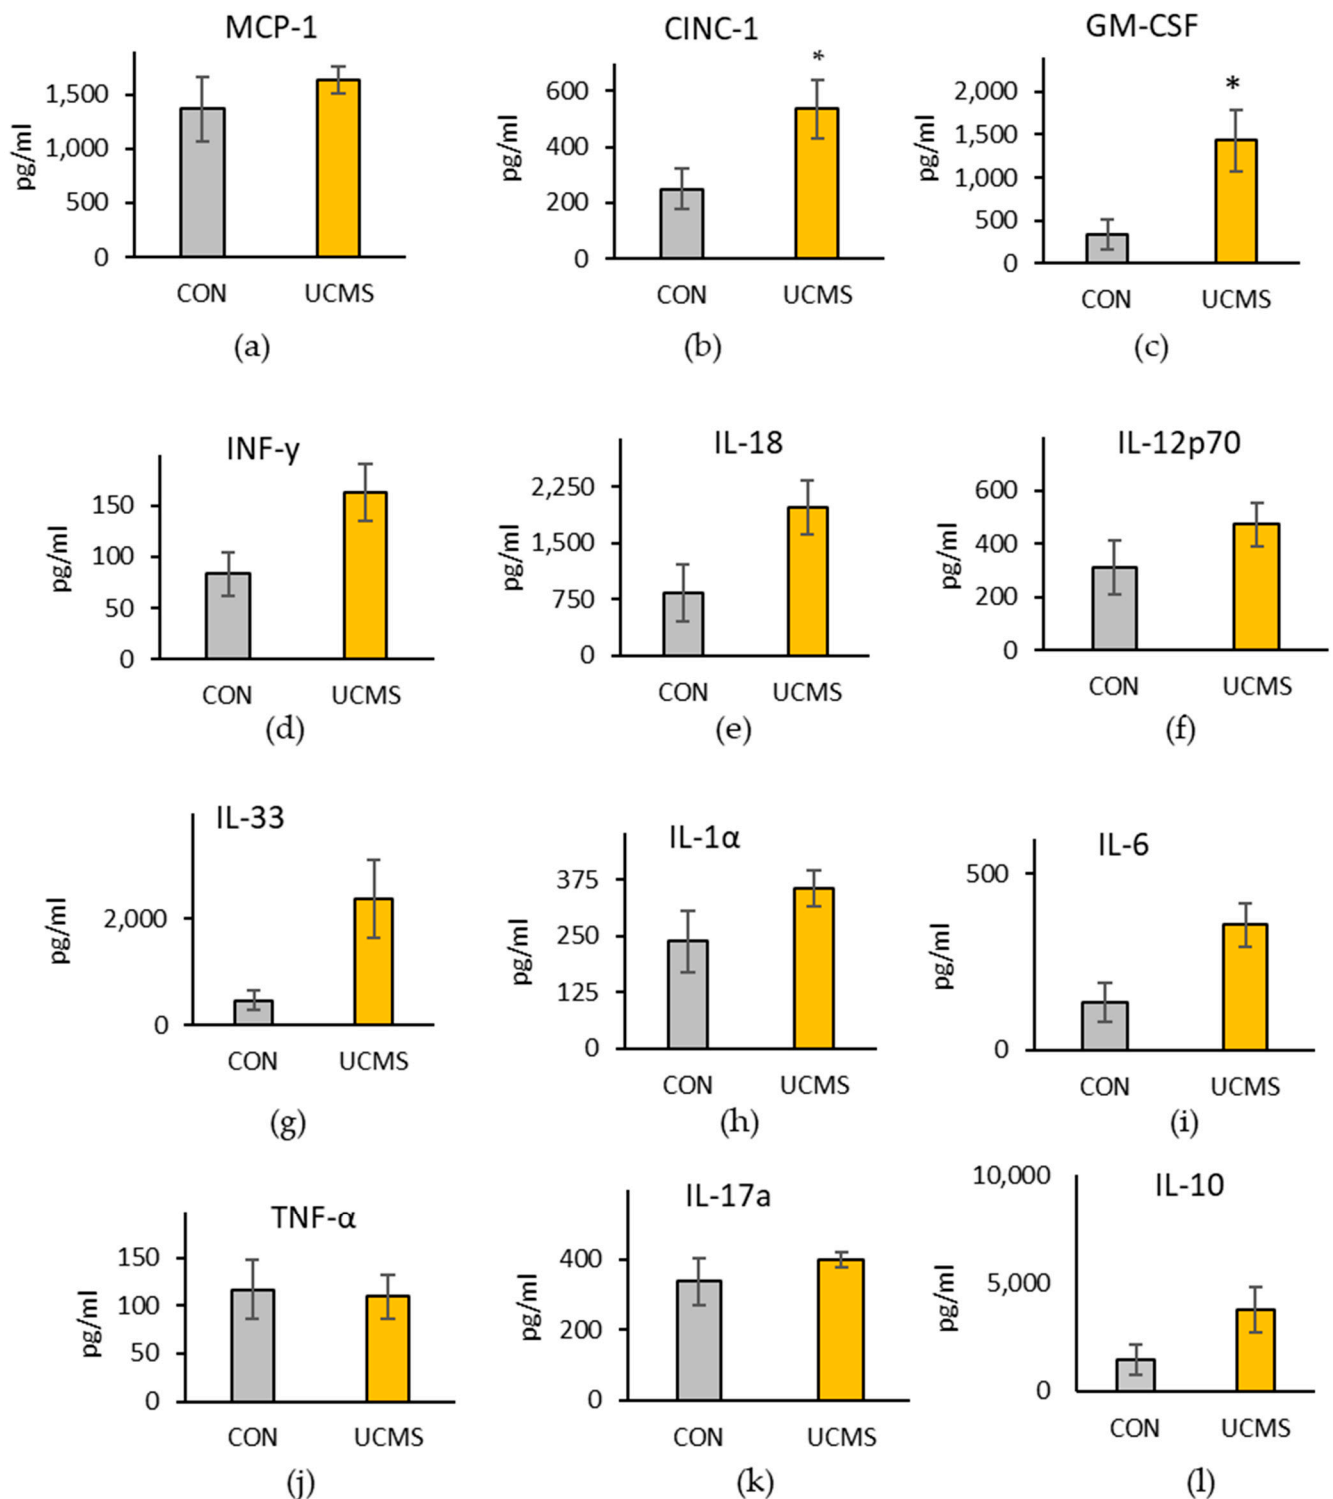 MCP-1
pg/ml
1,500
1,000
500
0
CON UCMS
(a)
CINC-1
*
pg/ml
600
400
200
0
CON UCMS
(b)
GM-CSF
*
pg/ml
2,000
1,500
1,000
500
0
CON UCMS
(c)
INF-y
pg/ml
150
100
50
0
CON UCMS
(d)
IL-18
pg/ml
2,250
1,500
750
0
CON UCMS
(e)
IL-12p70
pg/ml
600
400
200
0
CON UCMS
(f)
IL-33
pg/ml
2,000
0
CON UCMS
(g)
IL-1α
pg/ml
375
250
125
0
CON UCMS
(h)
IL-6
pg/ml
500
0
CON UCMS
(i)
TNF-α
pg/ml
150
100
50
0
CON UCMS
(j)
IL-17a
pg/ml
400
200
0
CON UCMS
(k)
IL-10
pg/ml
10,000
5,000
0
CON UCMS
(l)